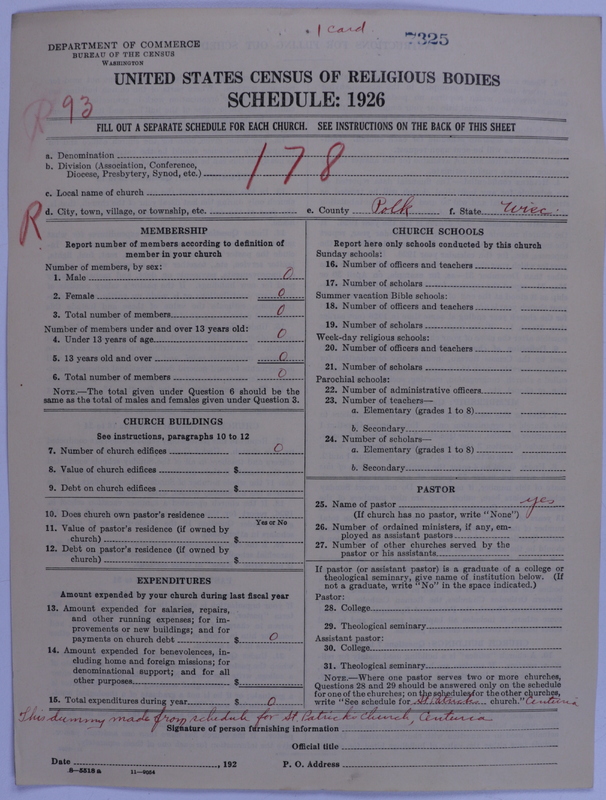 1 card
7325
DEPARTMENT OF COMMERCE
BUREAU OF THE CENSUS
WASHINGTON
UNITED STATES CENSUS OF RELIGIOUS BODIES
SCHEDULE: 1926
R 93
FILL OUT A SEPARATE SCHEDULE FOR EACH CHURCH. SEE INSTRUCTIONS ON THE BACK OF THIS SHEET
a. Denomination
b. Division (Association, Conference,
Diocese, Presbytery, Synod, etc.)
178
c. Local name of church
R
d. City, town, village, or township, etc. e. County Polk f. State Wisc.
MEMBERSHIP
Report number of members according to definition of
member in your church
Number of members, by sex:
1. Male 0
2. Female 0
3. Total number of members 0
Number of members under and over 13 years old:
4. Under 13 years of age 0
5. 13 years old and over 0
6. Total number of members 0
NOTE.—The total given under Question 6 should be the
same as the total of males and females given under Question 3.
CHURCH BUILDINGS
See instructions, paragraphs 10 to 12
7. Number of church edifices 0
8. Value of church edifices $
9. Debt on church edifices $
10. Does church own pastor's residence
Yes or No
11. Value of pastor's residence (if owned by
church) $
12. Debt on pastor's residence (if owned by
church) $
EXPENDITURES
Amount expended by your church during last fiscal year
13. Amount expended for salaries, repairs,
and other running expenses; for im-
provements or new buildings; and for
payments on church debt $ 0
14. Amount expended for benevolences, in-
cluding home and foreign missions; for
denominational support; and for all
other purposes $
15. Total expenditures during year $ 0
CHURCH SCHOOLS
Report here only schools conducted by this church
Sunday schools:
16. Number of officers and teachers
17. Number of scholars
Summer vacation Bible schools:
18. Number of officers and teachers
19. Number of scholars
Week-day religious schools:
20. Number of officers and teachers
21. Number of scholars
Parochial schools:
22. Number of administrative officers
23. Number of teachers—
a. Elementary (grades 1 to 8)
b. Secondary
24. Number of scholars—
a. Elementary (grades 1 to 8)
b. Secondary
PASTOR
25. Name of pastor yes
(If church has no pastor, write "None")
26. Number of ordained ministers, if any, em-
ployed as assistant pastors
27. Number of other churches served by the
pastor or his assistants
If pastor (or assistant pastor) is a graduate of a college or
theological seminary, give name of institution below. (If
not a graduate, write "No" in the space indicated.)
Pastor:
28. College
29. Theological seminary
Assistant pastor:
30. College
31. Theological seminary
NOTE.—Where one pastor serves two or more churches,
Questions 28 and 29 should be answered only on the schedule
for one of the churches; on the schedules for the other churches,
write "See schedule for St. Patricks church." Centuria
This dummy made from schedule for St Patricks Church, Centuria
Signature of person furnishing information
Official title
Date , 192 P. O. Address
8—5518 a 11—9054